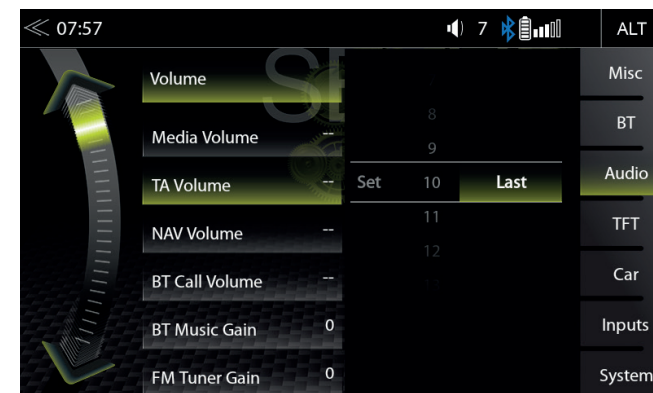 07:57
7
ALT
SE
Volume
Media Volume --
TA Volume --
NAV Volume --
BT Call Volume --
BT Music Gain 0
FM Tuner Gain 0
8
9
Set 10 Last
11
12
Misc
BT
Audio
TFT
Car
Inputs
System